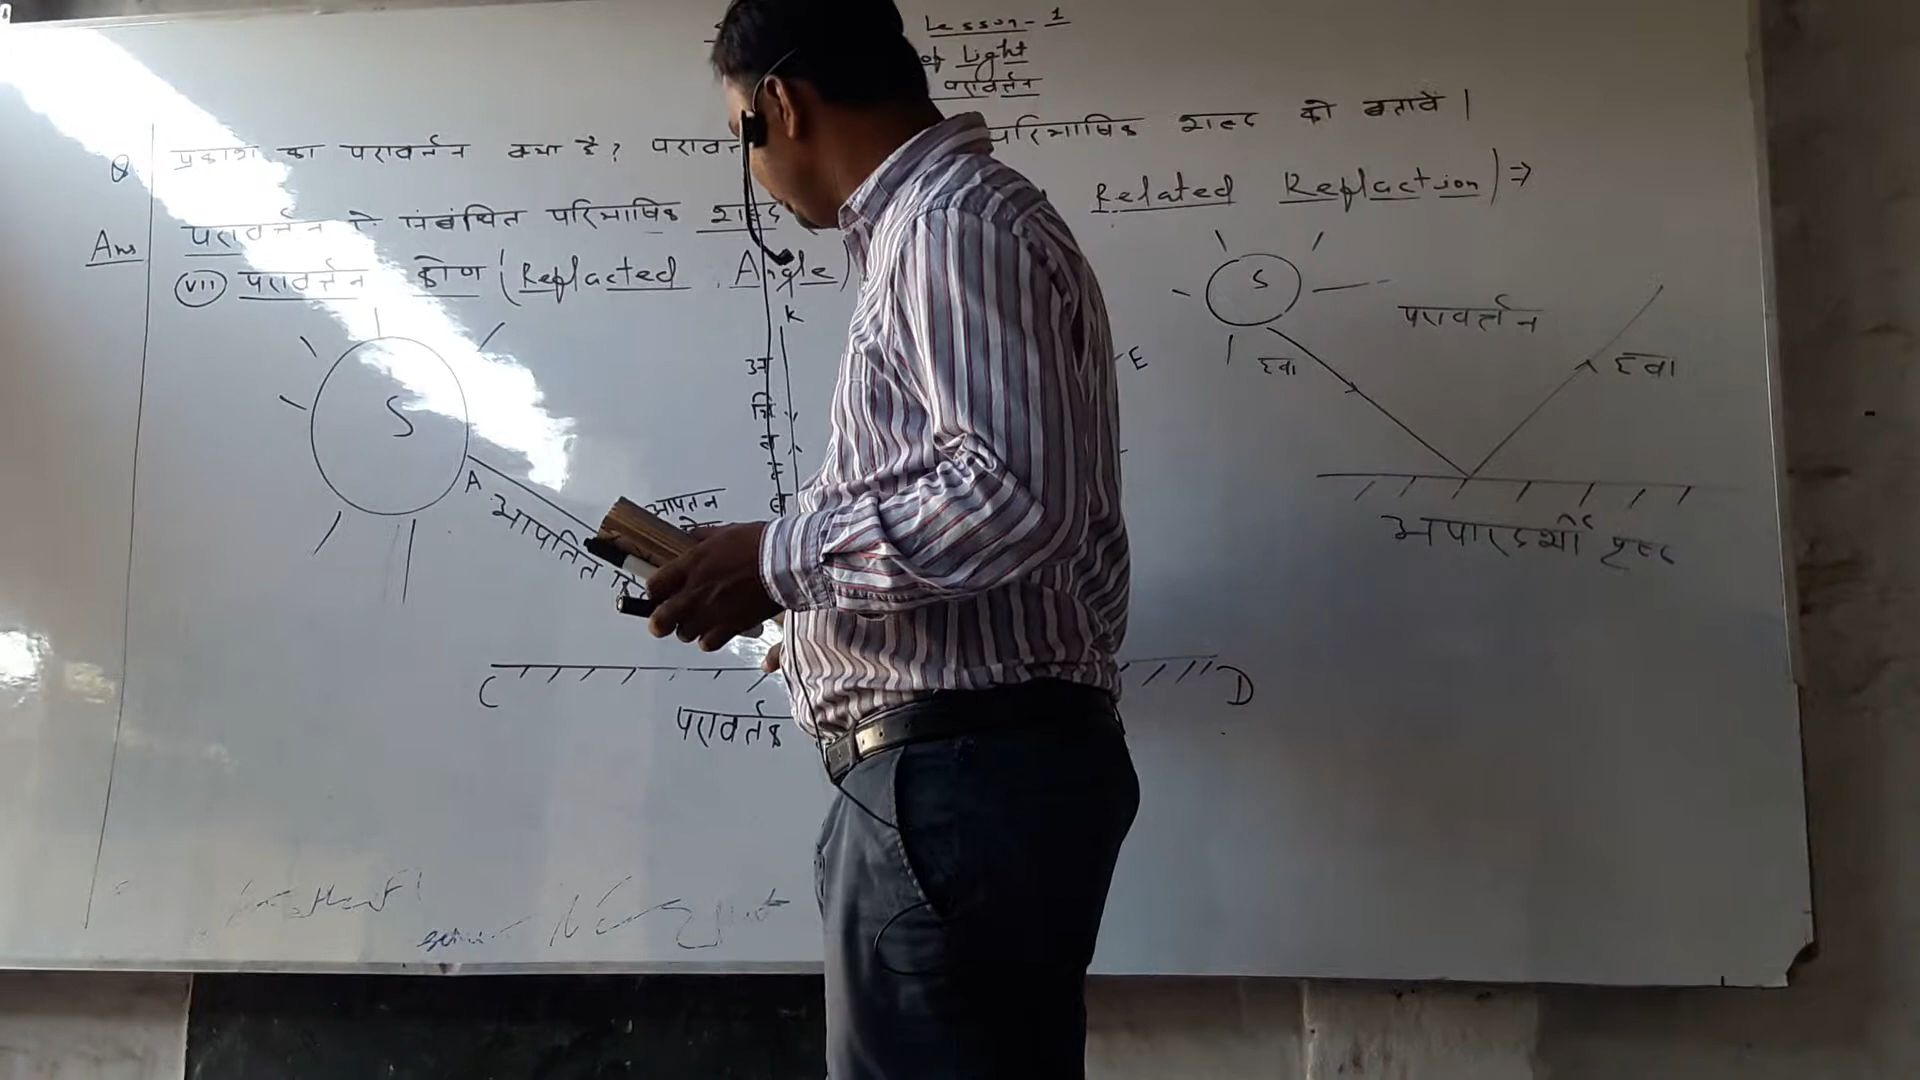 Lesson-1
of Light
परावर्तन
Q प्रकाश का परावर्तन क्या है? परावर्त परिभाषिक शब्द को बतावें।
Ans परावर्तन से संबंधित परिभाषिक शब्द Related Reflaction) ⇒
(VII) परावर्तन कोण (Reflacted Angle)
S
K
E
S
परावर्तन
हवा
हवा
अभिलम्ब
A
आपतित कि
आपतन
अपारदर्शी पृष्ठ
C
D
परावर्तक